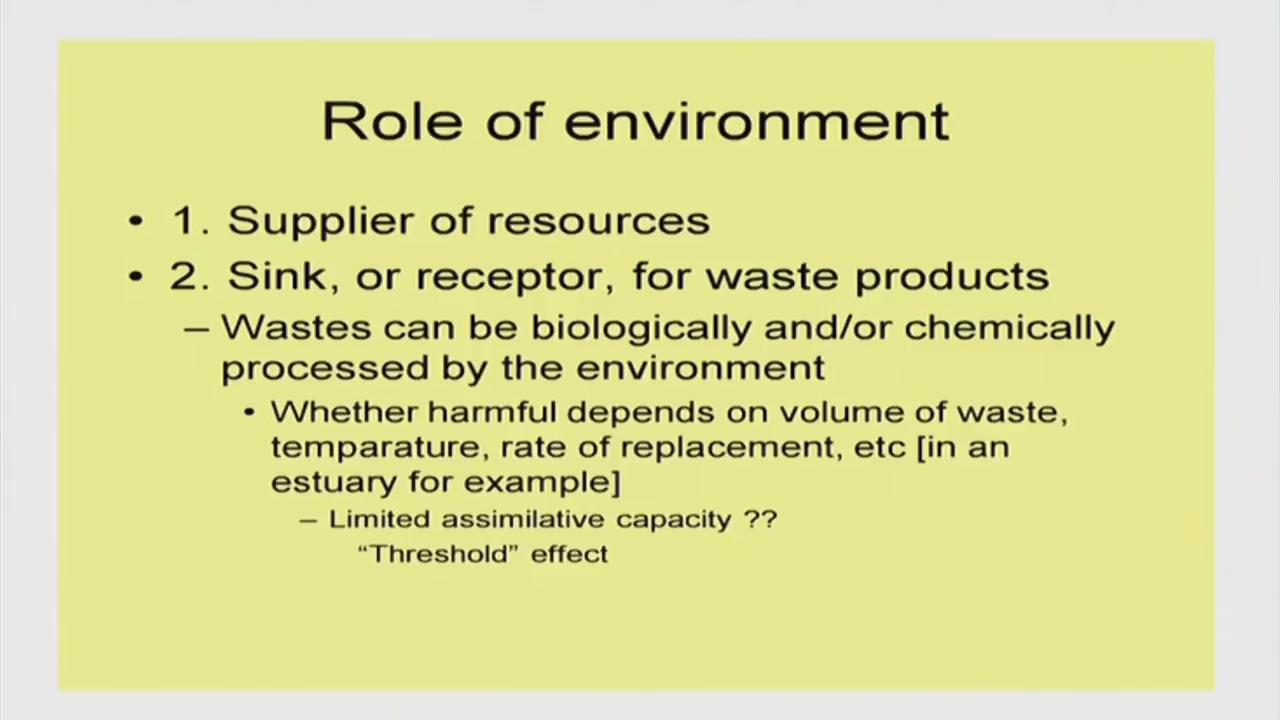 Role of environment
• 1. Supplier of resources
• 2. Sink, or receptor, for waste products
– Wastes can be biologically and/or chemically
processed by the environment
• Whether harmful depends on volume of waste,
temparature, rate of replacement, etc [in an
estuary for example]
– Limited assimilative capacity ??
“Threshold” effect